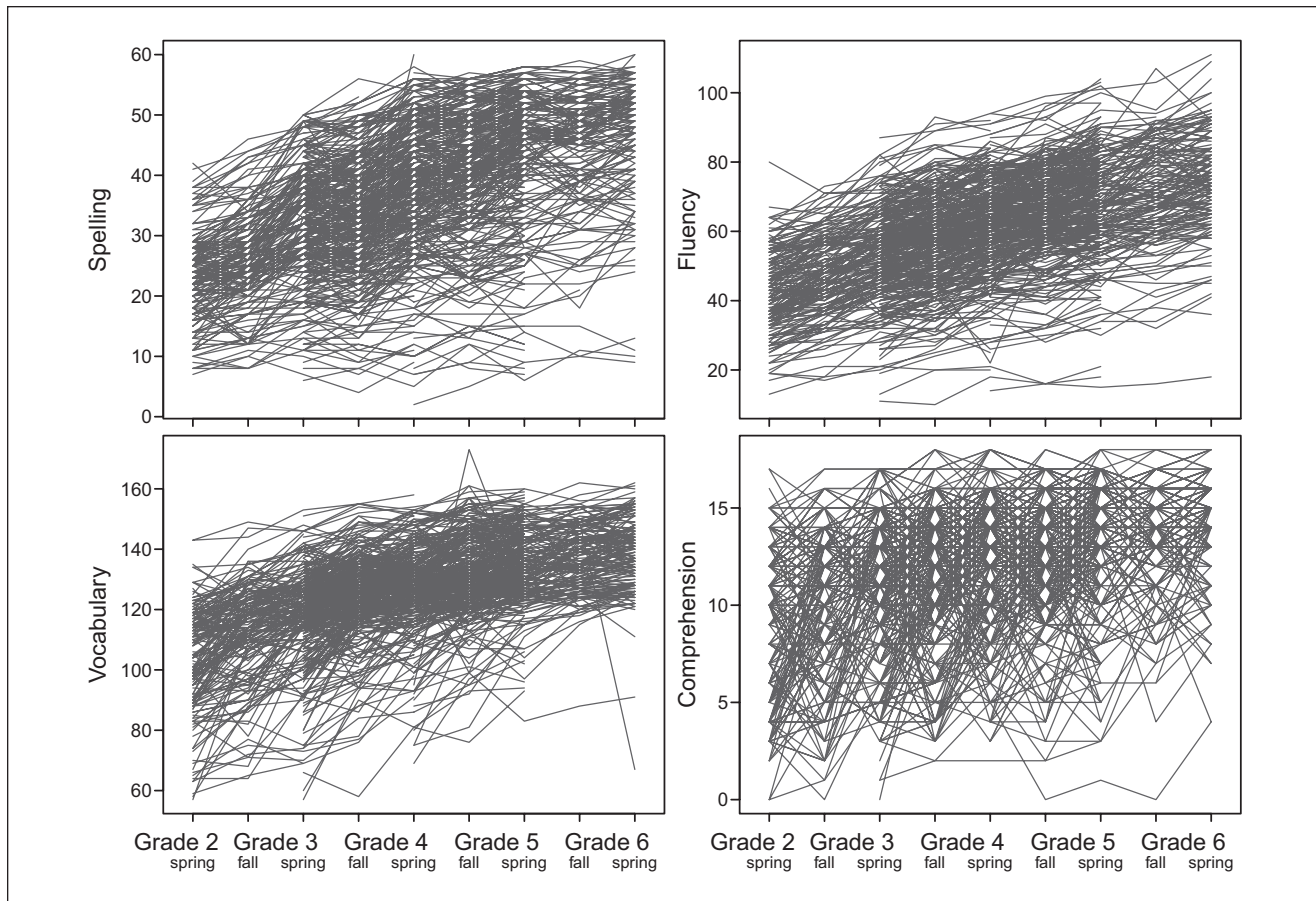 Spelling
60
50
40
30
20
10
0
Fluency
100
80
60
40
20
Vocabulary
160
140
120
100
80
60
Comprehension
15
10
5
0
Grade 2 Grade 3 Grade 4 Grade 5 Grade 6
spring fall spring fall spring fall spring fall spring
Grade 2 Grade 3 Grade 4 Grade 5 Grade 6
spring fall spring fall spring fall spring fall spring